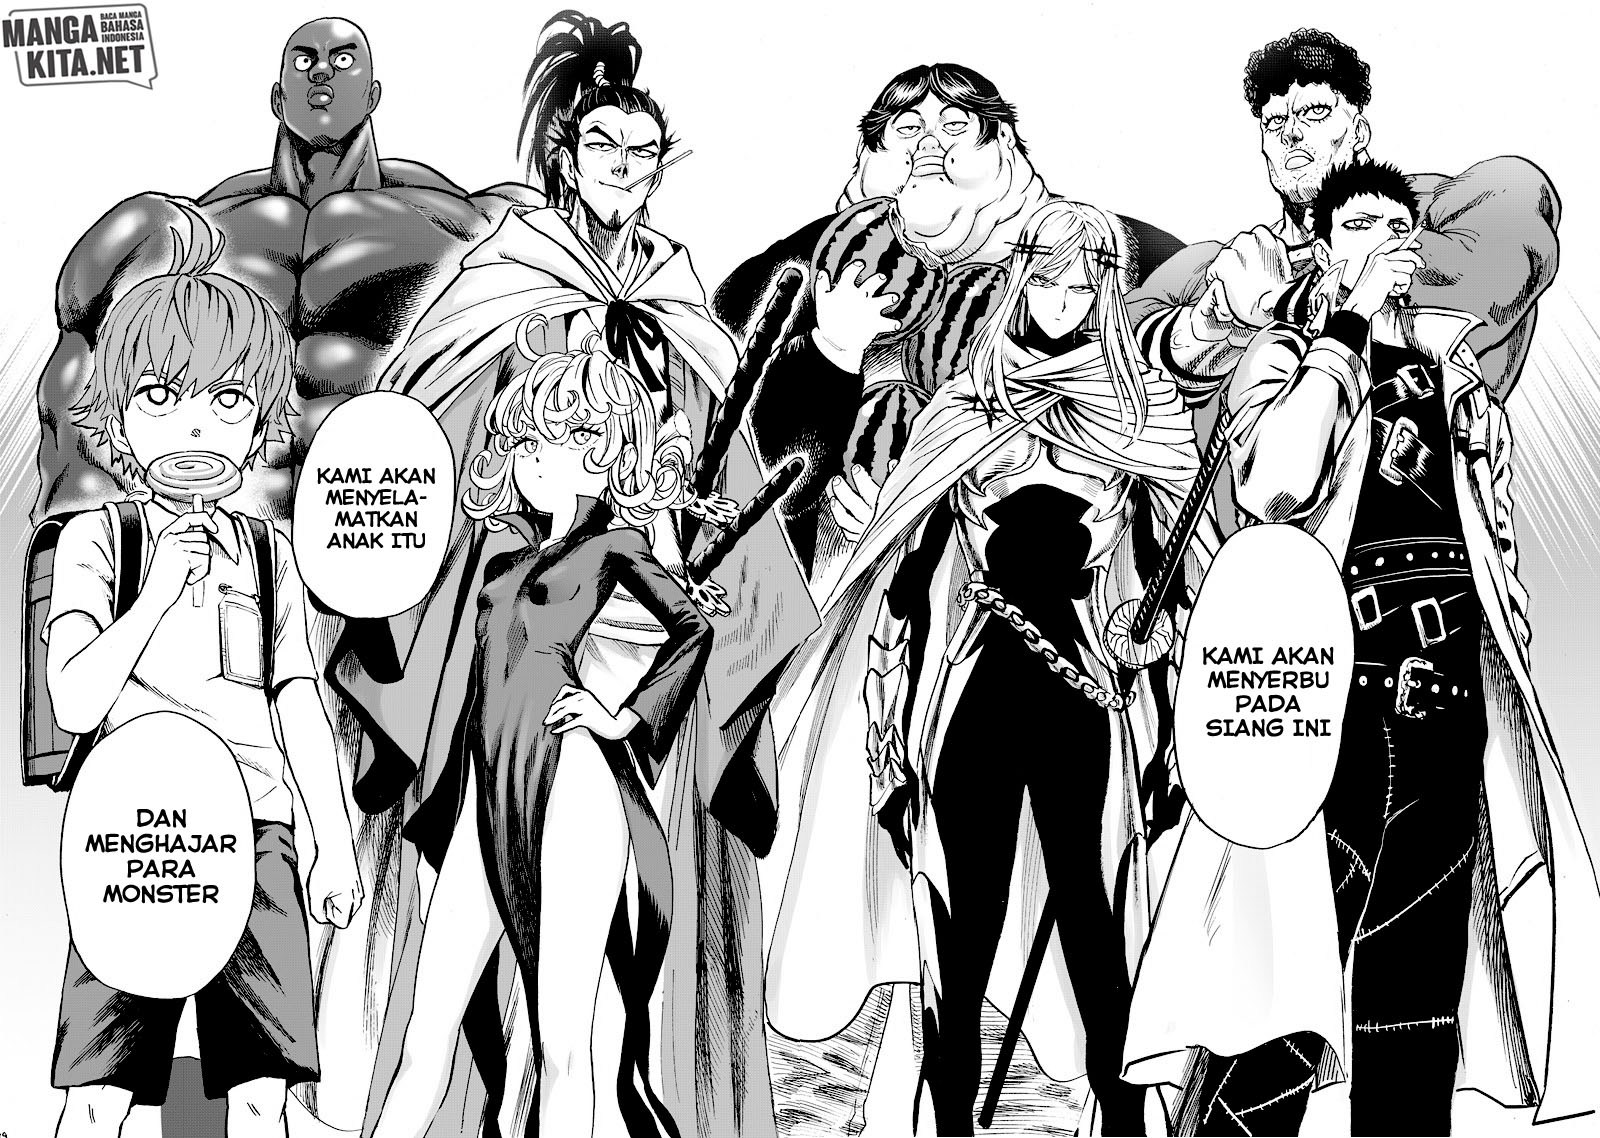 MANGA
BACA MANGA
BAHASA
INDONESIA
KITA.NET
KAMI AKAN
MENYERBU
PADA
SIANG INI
KAMI AKAN
MENYELA-
MATKAN
ANAK ITU
DAN
MENGHAJAR
PARA
MONSTER